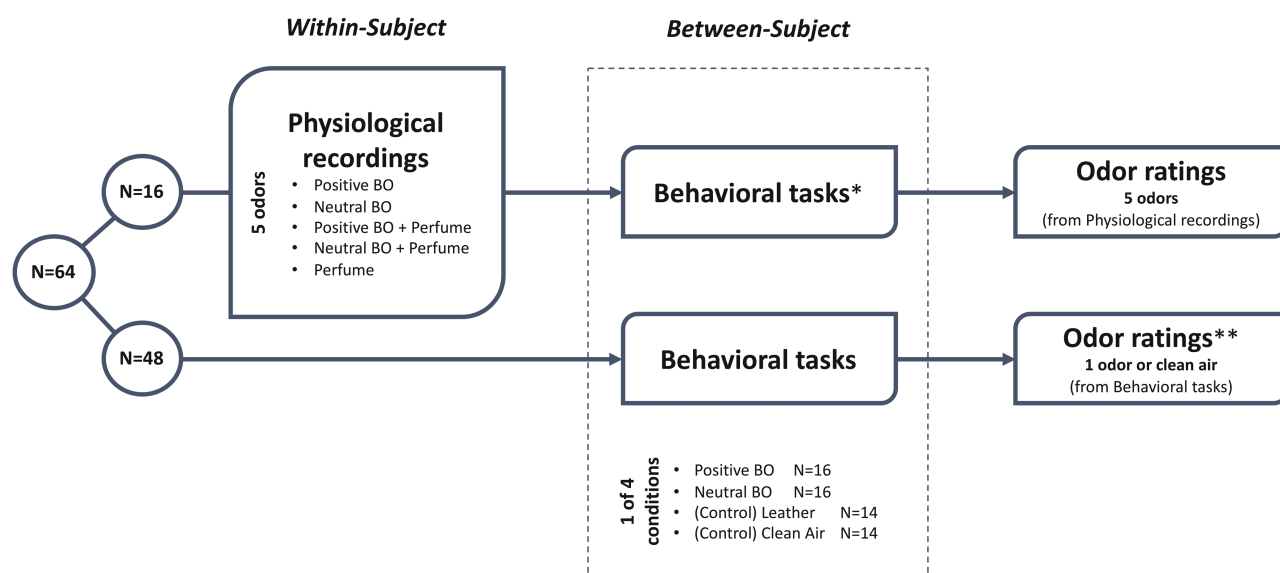 Within-Subject
Between-Subject
N=64
N=16
N=48
5 odors
Physiological
recordings
• Positive BO
• Neutral BO
• Positive BO + Perfume
• Neutral BO + Perfume
• Perfume
Behavioral tasks*
Odor ratings
5 odors
(from Physiological recordings)
Behavioral tasks
Odor ratings**
1 odor or clean air
(from Behavioral tasks)
1 of 4
conditions
• Positive BO N=16
• Neutral BO N=16
• (Control) Leather N=14
• (Control) Clean Air N=14